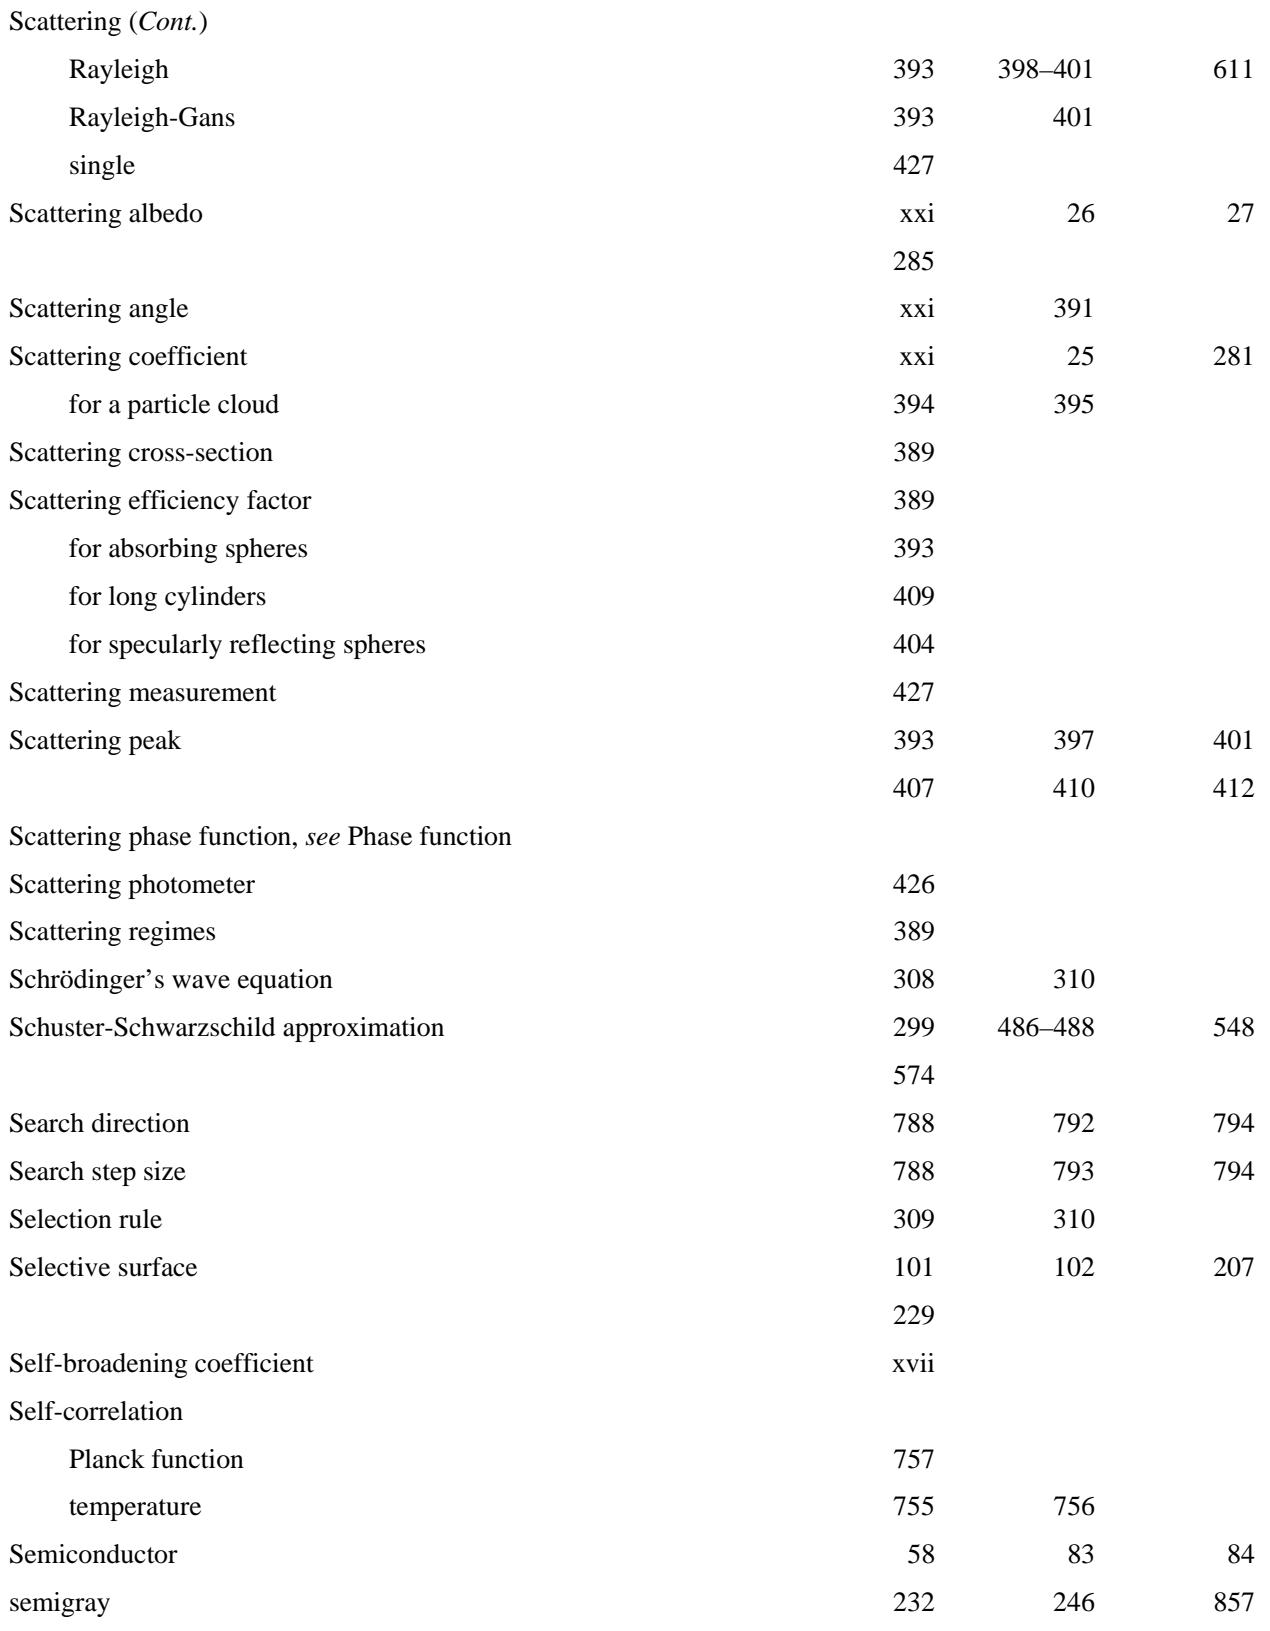 Scattering (Cont.)
Rayleigh 393 398–401 611
Rayleigh-Gans 393 401
single 427
Scattering albedo xxi 26 27
285
Scattering angle xxi 391
Scattering coefficient xxi 25 281
for a particle cloud 394 395
Scattering cross-section 389
Scattering efficiency factor 389
for absorbing spheres 393
for long cylinders 409
for specularly reflecting spheres 404
Scattering measurement 427
Scattering peak 393 397 401
407 410 412
Scattering phase function, see Phase function
Scattering photometer 426
Scattering regimes 389
Schrödinger’s wave equation 308 310
Schuster-Schwarzschild approximation 299 486–488 548
574
Search direction 788 792 794
Search step size 788 793 794
Selection rule 309 310
Selective surface 101 102 207
229
Self-broadening coefficient xvii
Self-correlation
Planck function 757
temperature 755 756
Semiconductor 58 83 84
semigray 232 246 857